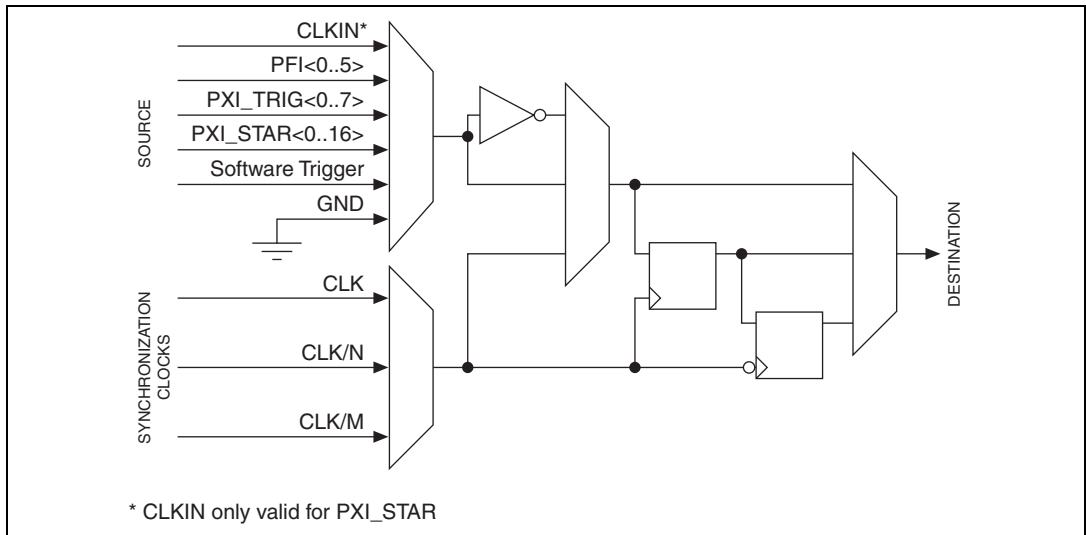 SOURCE
CLKIN*
PFI<0..5>
PXI_TRIG<0..7>
PXI_STAR<0..16>
Software Trigger
GND
SYNCHRONIZATION
CLOCKS
CLK
CLK/N
CLK/M
DESTINATION
* CLKIN only valid for PXI_STAR